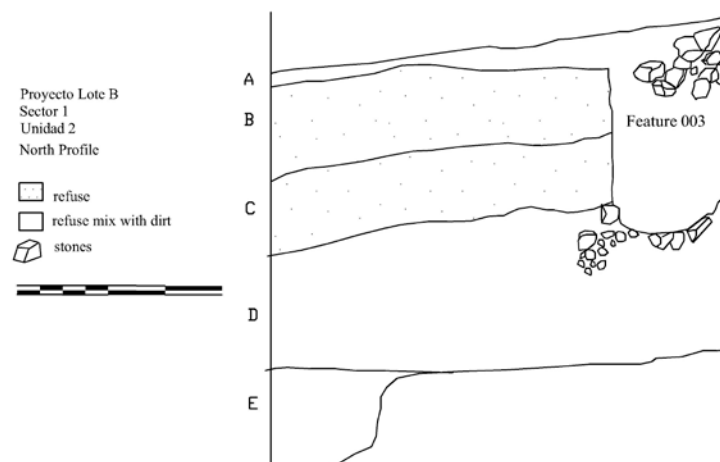 Proyecto Lote B
Sector 1
Unidad 2
North Profile
refuse
refuse mix with dirt
stones
A
B
C
D
E
Feature 003